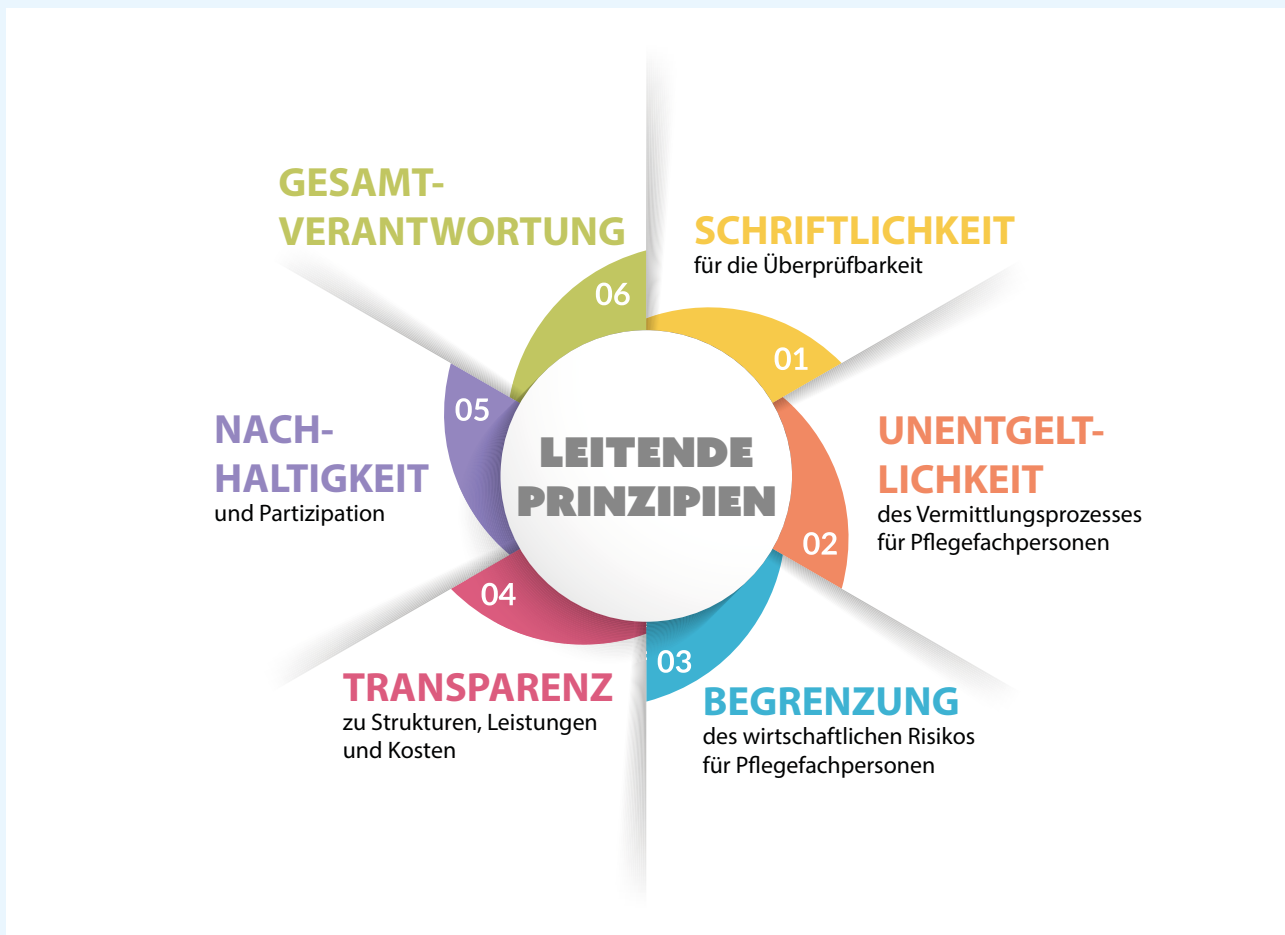 LEITENDE
PRINZIPIEN
01
SCHRIFTLICHKEIT
für die Überprüfbarkeit
02
UNENTGELT-
LICHKEIT
des Vermittlungsprozesses
für Pflegefachpersonen
03
BEGRENZUNG
des wirtschaftlichen Risikos
für Pflegefachpersonen
04
TRANSPARENZ
zu Strukturen, Leistungen
und Kosten
05
NACH-
HALTIGKEIT
und Partizipation
06
GESAMT-
VERANTWORTUNG